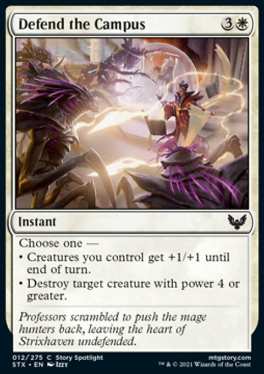 Defend the Campus 3
Instant
Choose one —
• Creatures you control get +1/+1 until
end of turn.
• Destroy target creature with power 4 or
greater.
Professors scrambled to push the mage
hunters back, leaving the heart of
Strixhaven undefended.
012/275 C Story Spotlight
STX • EN Izzy
mtgstory.com
™ & © 2021 Wizards of the Coast